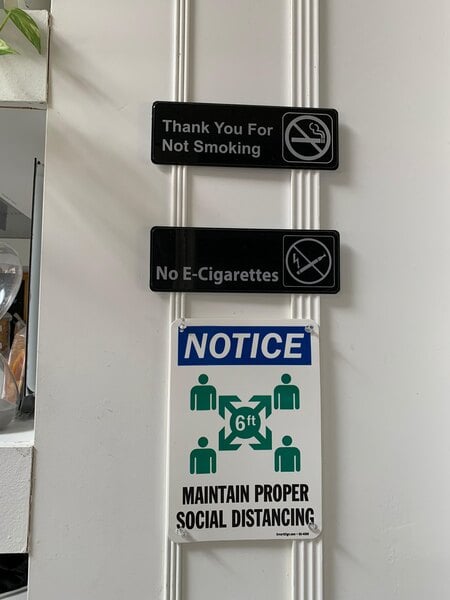 Thank You For
Not Smoking
No E-Cigarettes
NOTICE
6ft
MAINTAIN PROPER
SOCIAL DISTANCING